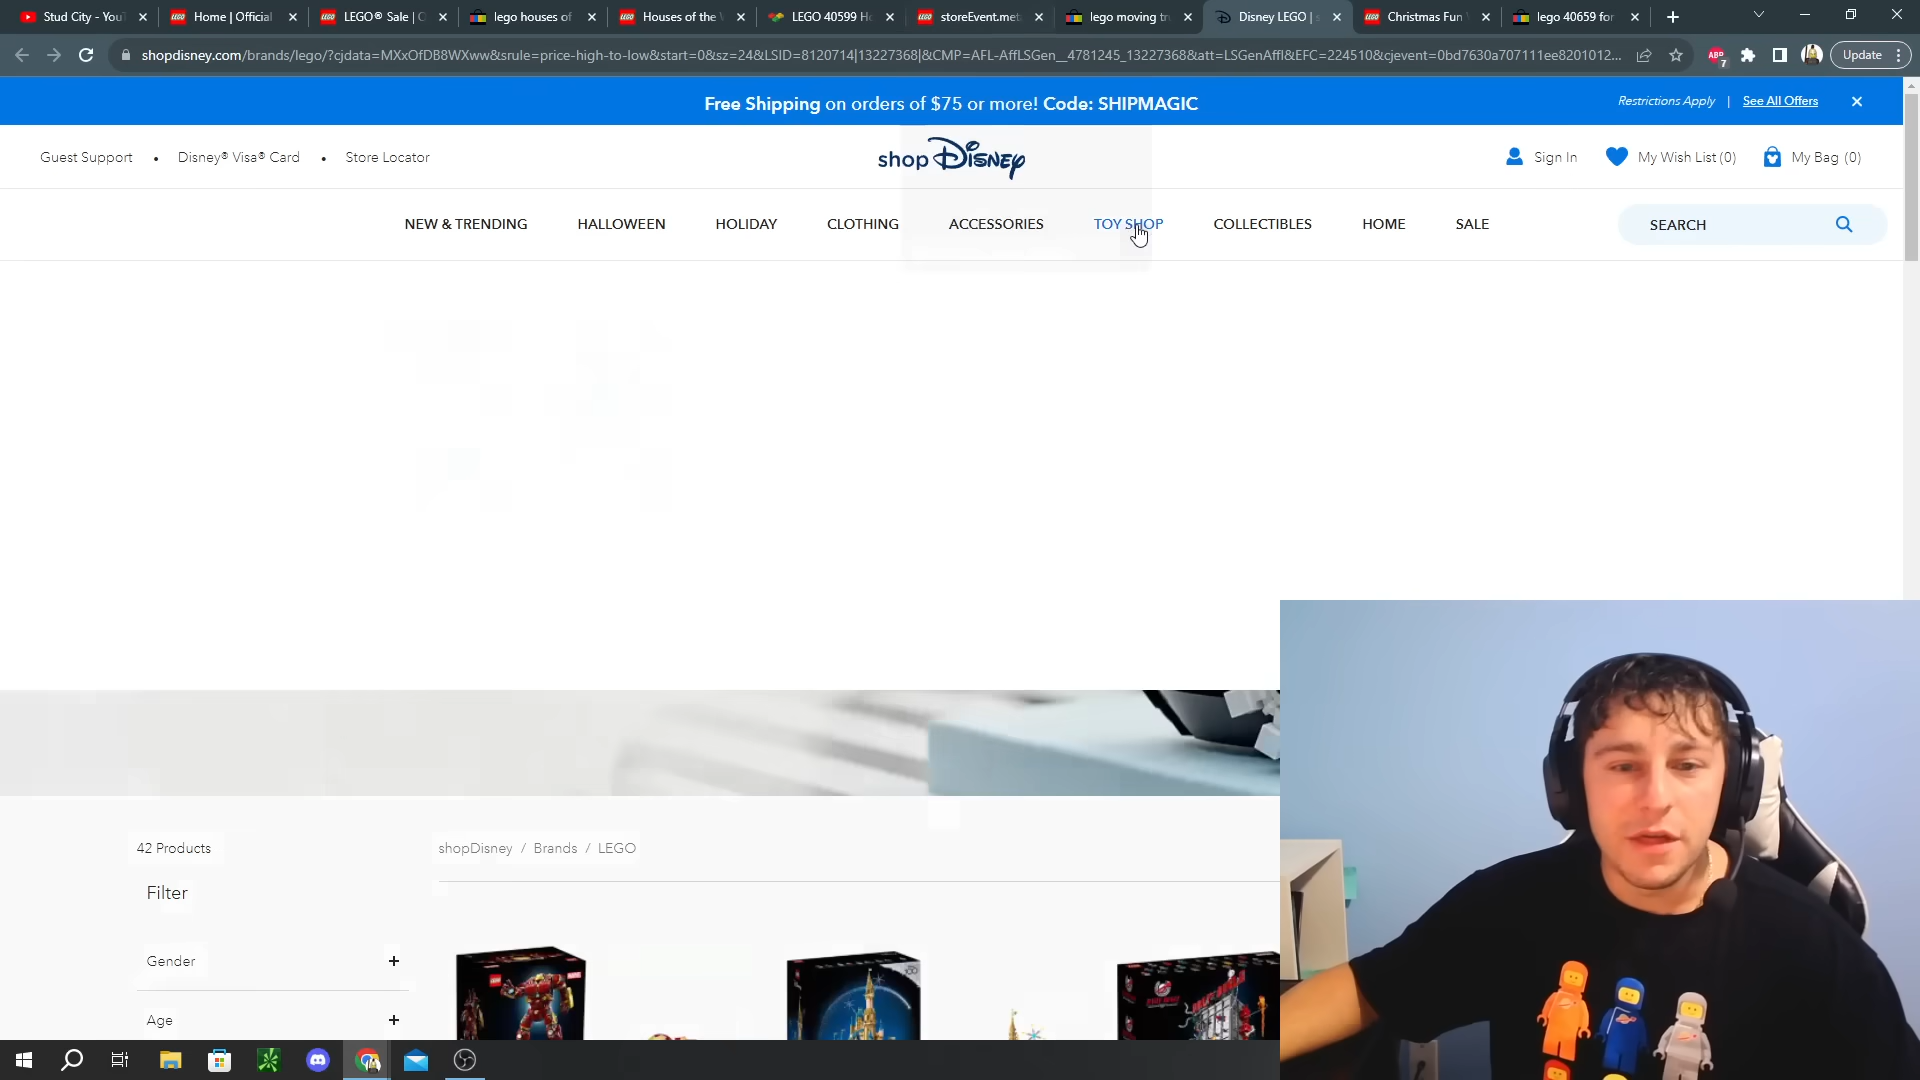 Stud City - You
Home | Official
LEGO® Sale |
lego houses of
Houses of the
LEGO 40599
storeEvent.met
lego moving
Disney LEGO |
Christmas Fun
lego 40659 for
shopdisney.com/brands/lego/?cjdata=MXxOfDB8WXww&srule=price-high-to-low&start=0&sz=24&LSID=8120714|13227368|&CMP=AFL-AffLSGen__4781245_13227368&att=LSGenAffl&EFC=224510&cjevent=0bd7630a707111ee8201012...
ABP
7
Update
Free Shipping on orders of $75 or more! Code: SHIPMAGIC
Restrictions Apply | See All Offers
Guest Support • Disney® Visa® Card • Store Locator
shop Disney
Sign In
My Wish List (0)
My Bag (0)
NEW & TRENDING
HALLOWEEN
HOLIDAY
CLOTHING
ACCESSORIES
TOY SHOP
COLLECTIBLES
HOME
SALE
SEARCH
42 Products
shopDisney / Brands / LEGO
Filter
Gender +
Age +